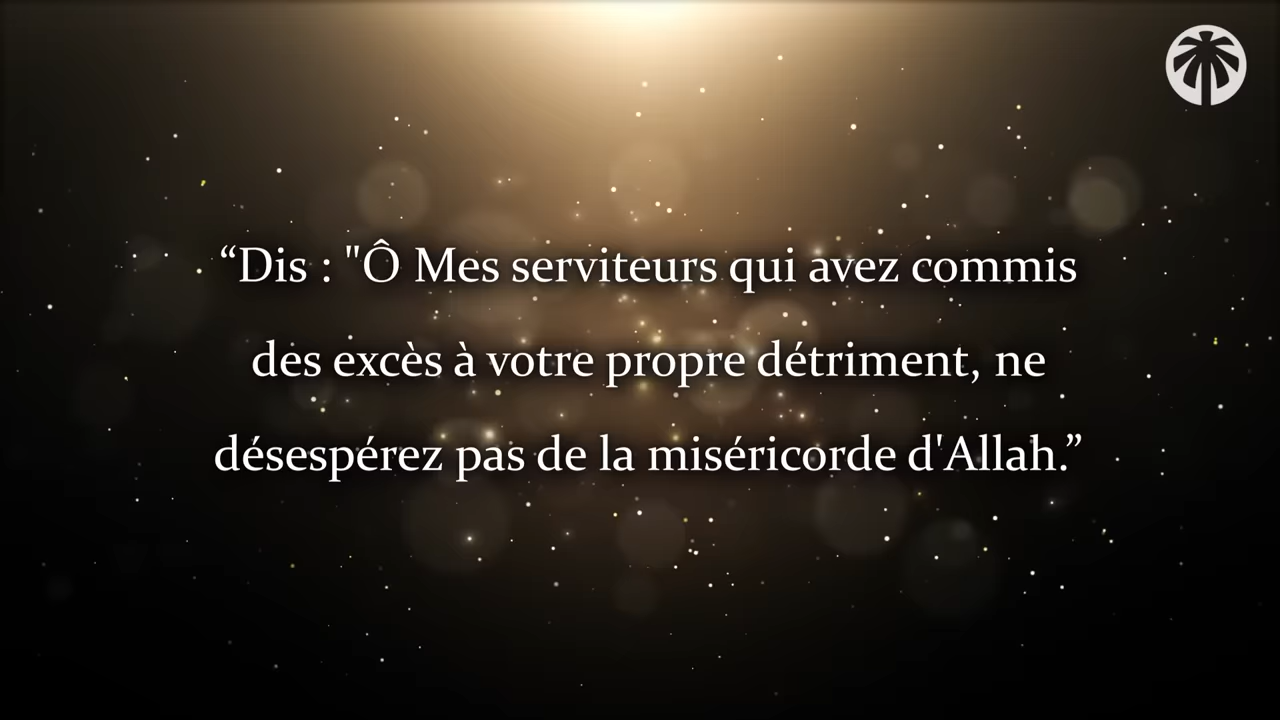 “Dis : "Ô Mes serviteurs qui avez commis
des excès à votre propre détriment, ne
désespérez pas de la miséricorde d'Allah.”